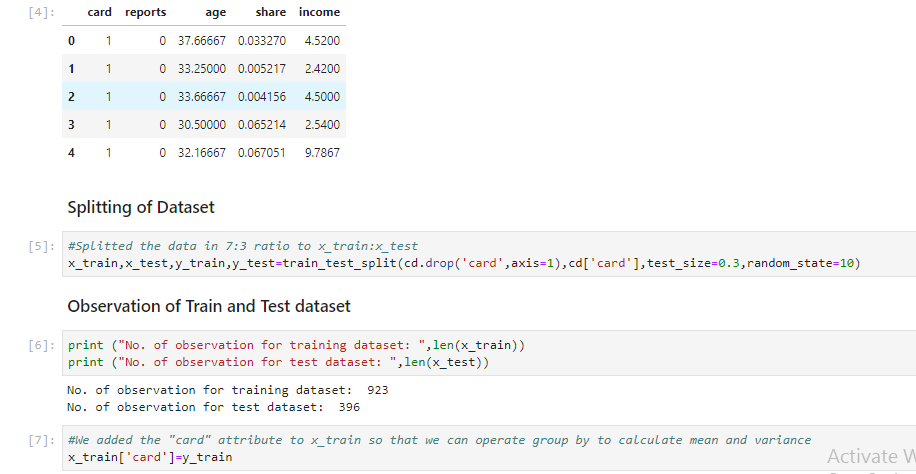 [4]: card reports age share income
0 1 0 37.66667 0.033270 4.5200
1 1 0 33.25000 0.005217 2.4200
2 1 0 33.66667 0.004156 4.5000
3 1 0 30.50000 0.065214 2.5400
4 1 0 32.16667 0.067051 9.7867
Splitting of Dataset
[5]: #Splitted the data in 7:3 ratio to x_train:x_test
x_train,x_test,y_train,y_test=train_test_split(cd.drop('card',axis=1),cd['card'],test_size=0.3,random_state=10)
Observation of Train and Test dataset
[6]: print ("No. of observation for training dataset: ",len(x_train))
print ("No. of observation for test dataset: ",len(x_test))
No. of observation for training dataset:  923
No. of observation for test dataset:  396
[7]: #We added the "card" attribute to x_train so that we can operate group by to calculate mean and variance
x_train['card']=y_train
Activate W